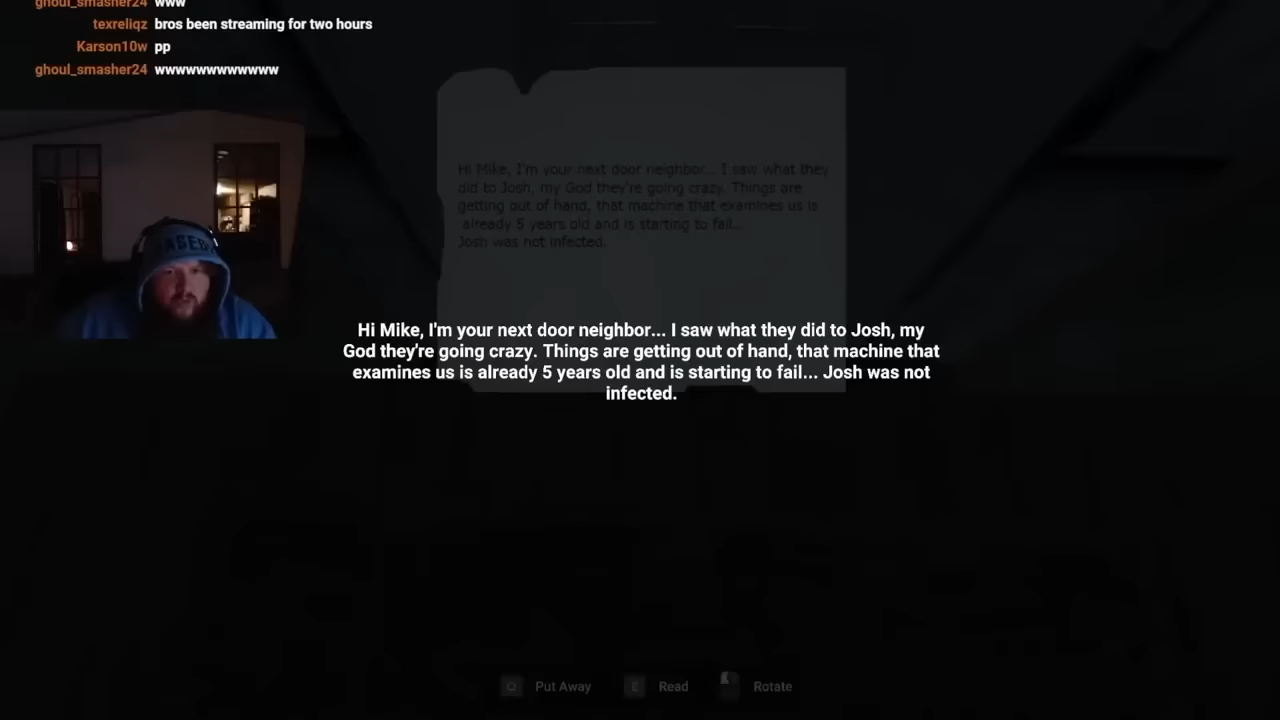 ghoul_smasher24 www
texreliqz bros been streaming for two hours
Karson10w pp
ghoul_smasher24 wwwwwwwwwwww
ASEB
Hi Mike, I'm your next door neighbor... I saw what they
did to Josh, my God they're going crazy. Things are
getting out of hand, that machine that examines us is
already 5 years old and is starting to fail...
Josh was not infected.
Hi Mike, I'm your next door neighbor... I saw what they did to Josh, my
God they're going crazy. Things are getting out of hand, that machine that
examines us is already 5 years old and is starting to fail... Josh was not
infected.
Q Put Away E Read Rotate